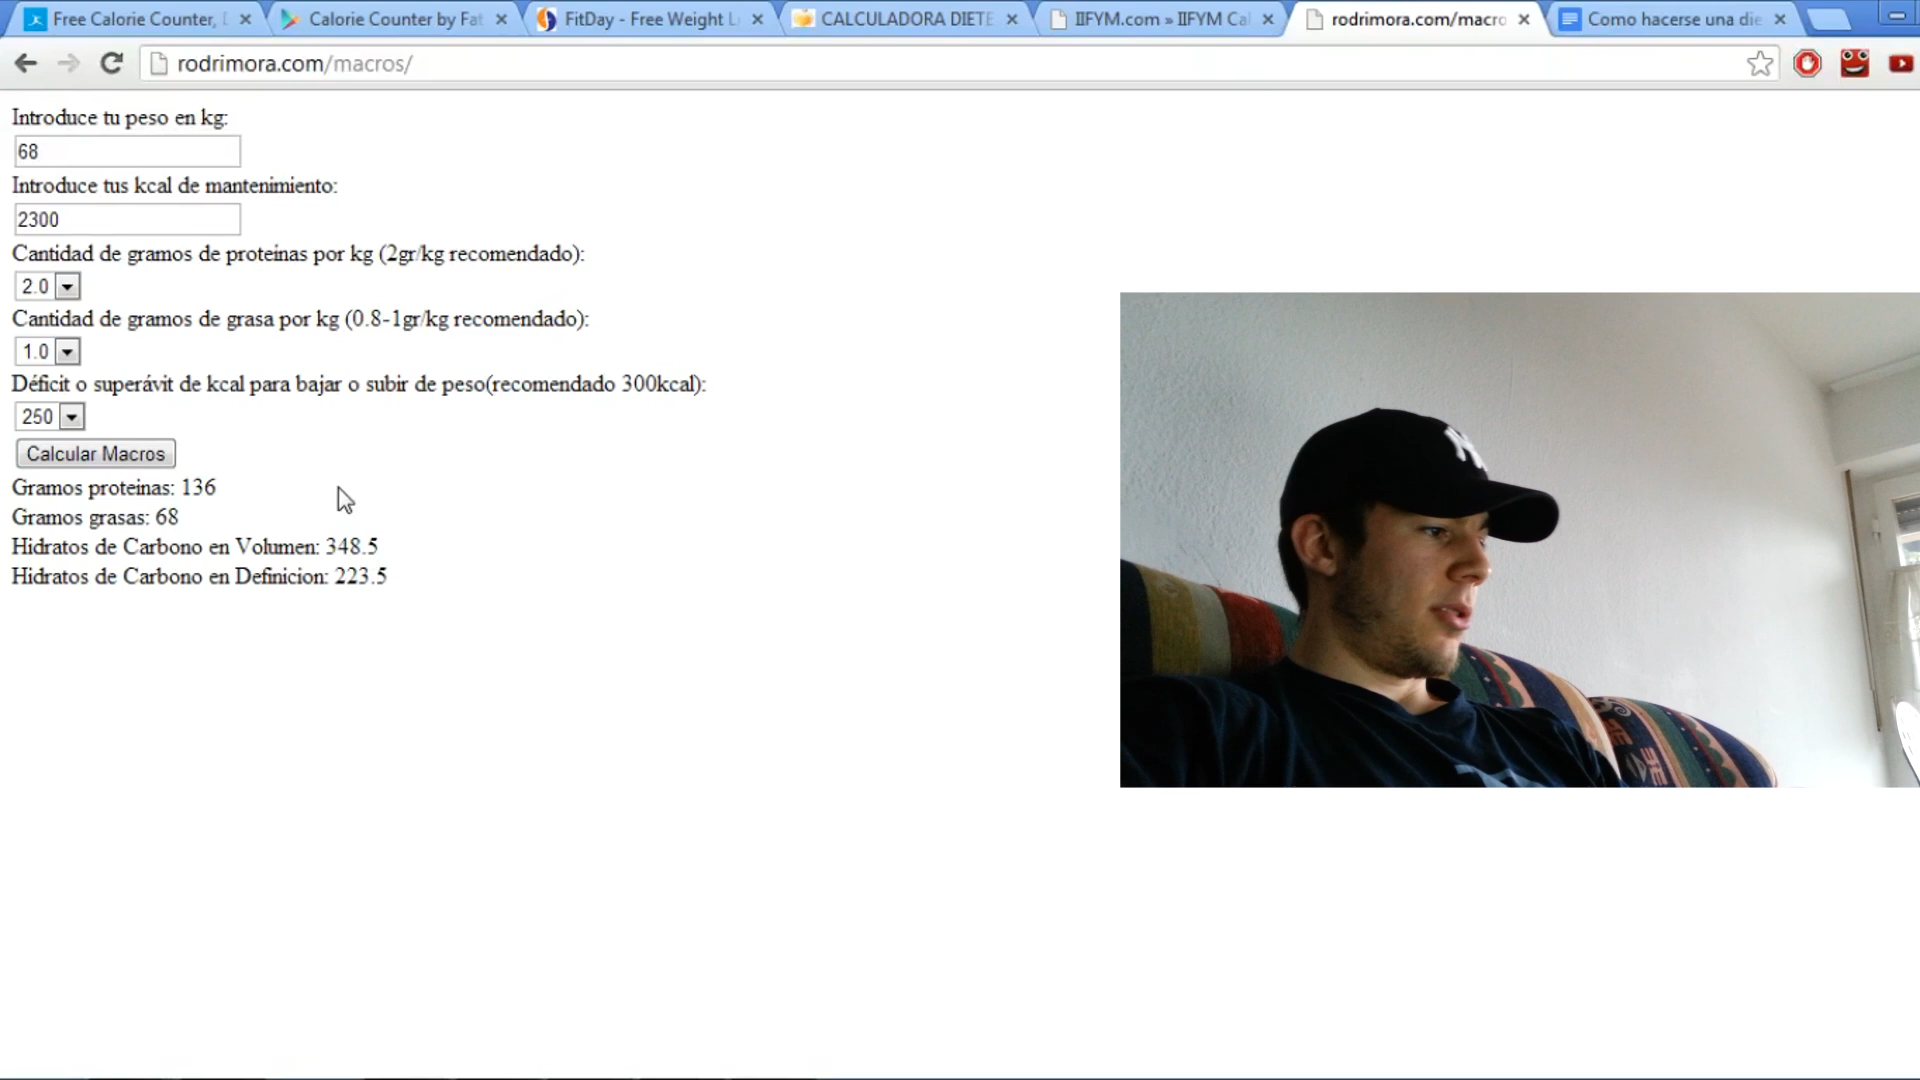 Free Calorie Counter,
Calorie Counter by Fat
FitDay - Free Weight L
CALCULADORA DIETE
IIFYM.com » IIFYM Cal
rodrimora.com/macro
Como hacerse una die
rodrimora.com/macros/
Introduce tu peso en kg:
68
Introduce tus kcal de mantenimiento:
2300
Cantidad de gramos de proteinas por kg (2gr/kg recomendado):
2.0
Cantidad de gramos de grasa por kg (0.8-1gr/kg recomendado):
1.0
Déficit o superávit de kcal para bajar o subir de peso(recomendado 300kcal):
250
Calcular Macros
Gramos proteinas: 136
Gramos grasas: 68
Hidratos de Carbono en Volumen: 348.5
Hidratos de Carbono en Definicion: 223.5